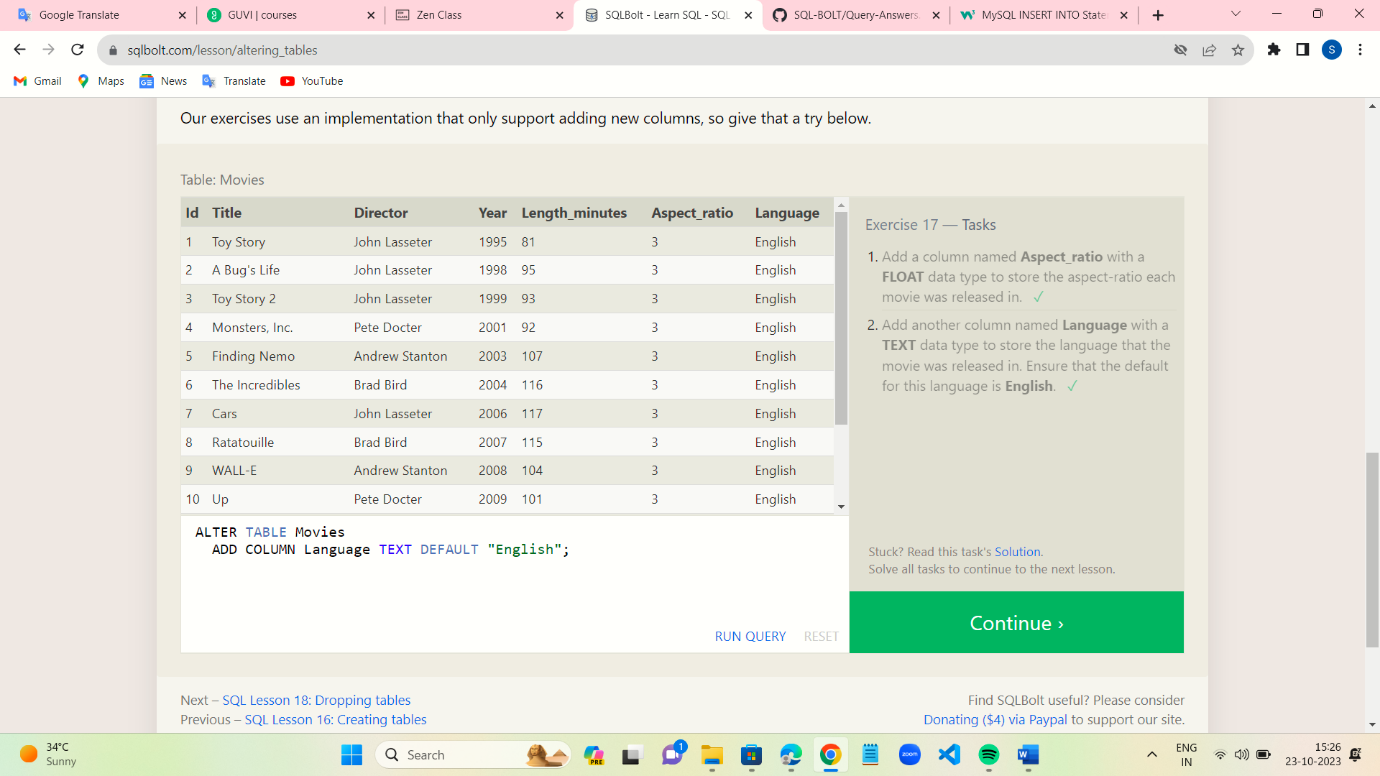 Google Translate GUVI | courses Zen Class SQLBolt - Learn SQL - SQL SQL-BOLT/Query-Answers. MySQL INSERT INTO State
sqlbolt.com/lesson/altering_tables S
Gmail Maps News Translate YouTube
Our exercises use an implementation that only support adding new columns, so give that a try below.
Table: Movies
Id Title Director Year Length_minutes Aspect_ratio Language
1 Toy Story John Lasseter 1995 81 3 English
2 A Bug's Life John Lasseter 1998 95 3 English
3 Toy Story 2 John Lasseter 1999 93 3 English
4 Monsters, Inc. Pete Docter 2001 92 3 English
5 Finding Nemo Andrew Stanton 2003 107 3 English
6 The Incredibles Brad Bird 2004 116 3 English
7 Cars John Lasseter 2006 117 3 English
8 Ratatouille Brad Bird 2007 115 3 English
9 WALL-E Andrew Stanton 2008 104 3 English
10 Up Pete Docter 2009 101 3 English
ALTER TABLE Movies
ADD COLUMN Language TEXT DEFAULT "English";
RUN QUERY RESET
Exercise 17 — Tasks
1. Add a column named Aspect_ratio with a
FLOAT data type to store the aspect-ratio each
movie was released in. ✓
2. Add another column named Language with a
TEXT data type to store the language that the
movie was released in. Ensure that the default
for this language is English. ✓
Stuck? Read this task's Solution.
Solve all tasks to continue to the next lesson.
Continue ›
Next – SQL Lesson 18: Dropping tables
Previous – SQL Lesson 16: Creating tables
Find SQLBolt useful? Please consider
Donating ($4) via Paypal to support our site.
34°C
Sunny
Search
PRE
1
zoom
ENG
IN
15:26
23-10-2023